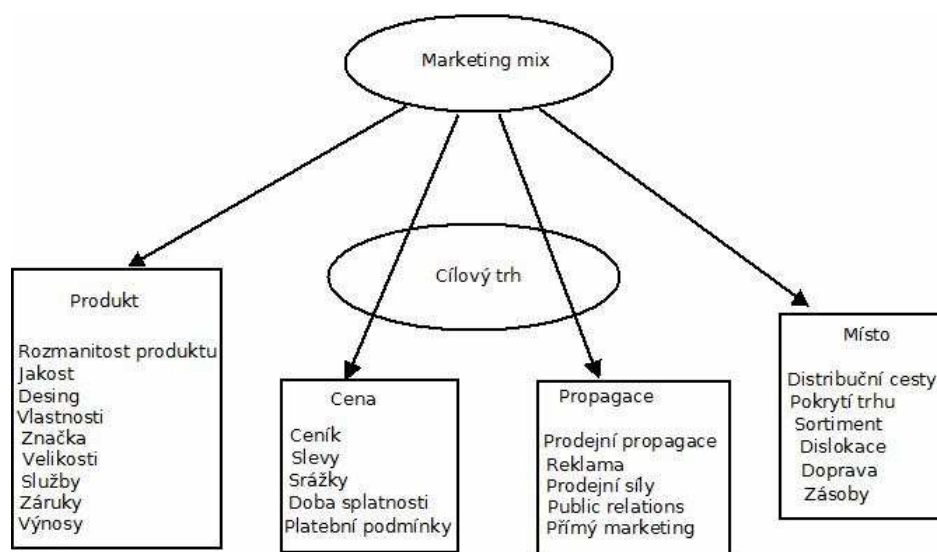 Marketing mix
Cílový trh
Produkt
Rozmanitost produktu
Jakost
Desing
Vlastnosti
Značka
Velikosti
Služby
Záruky
Výnosy
Cena
Ceník
Slevy
Srážky
Doba splatnosti
Platební podmínky
Propagace
Prodejní propagace
Reklama
Prodejní síly
Public relations
Přímý marketing
Místo
Distribuční cesty
Pokrytí trhu
Sortiment
Dislokace
Doprava
Zásoby